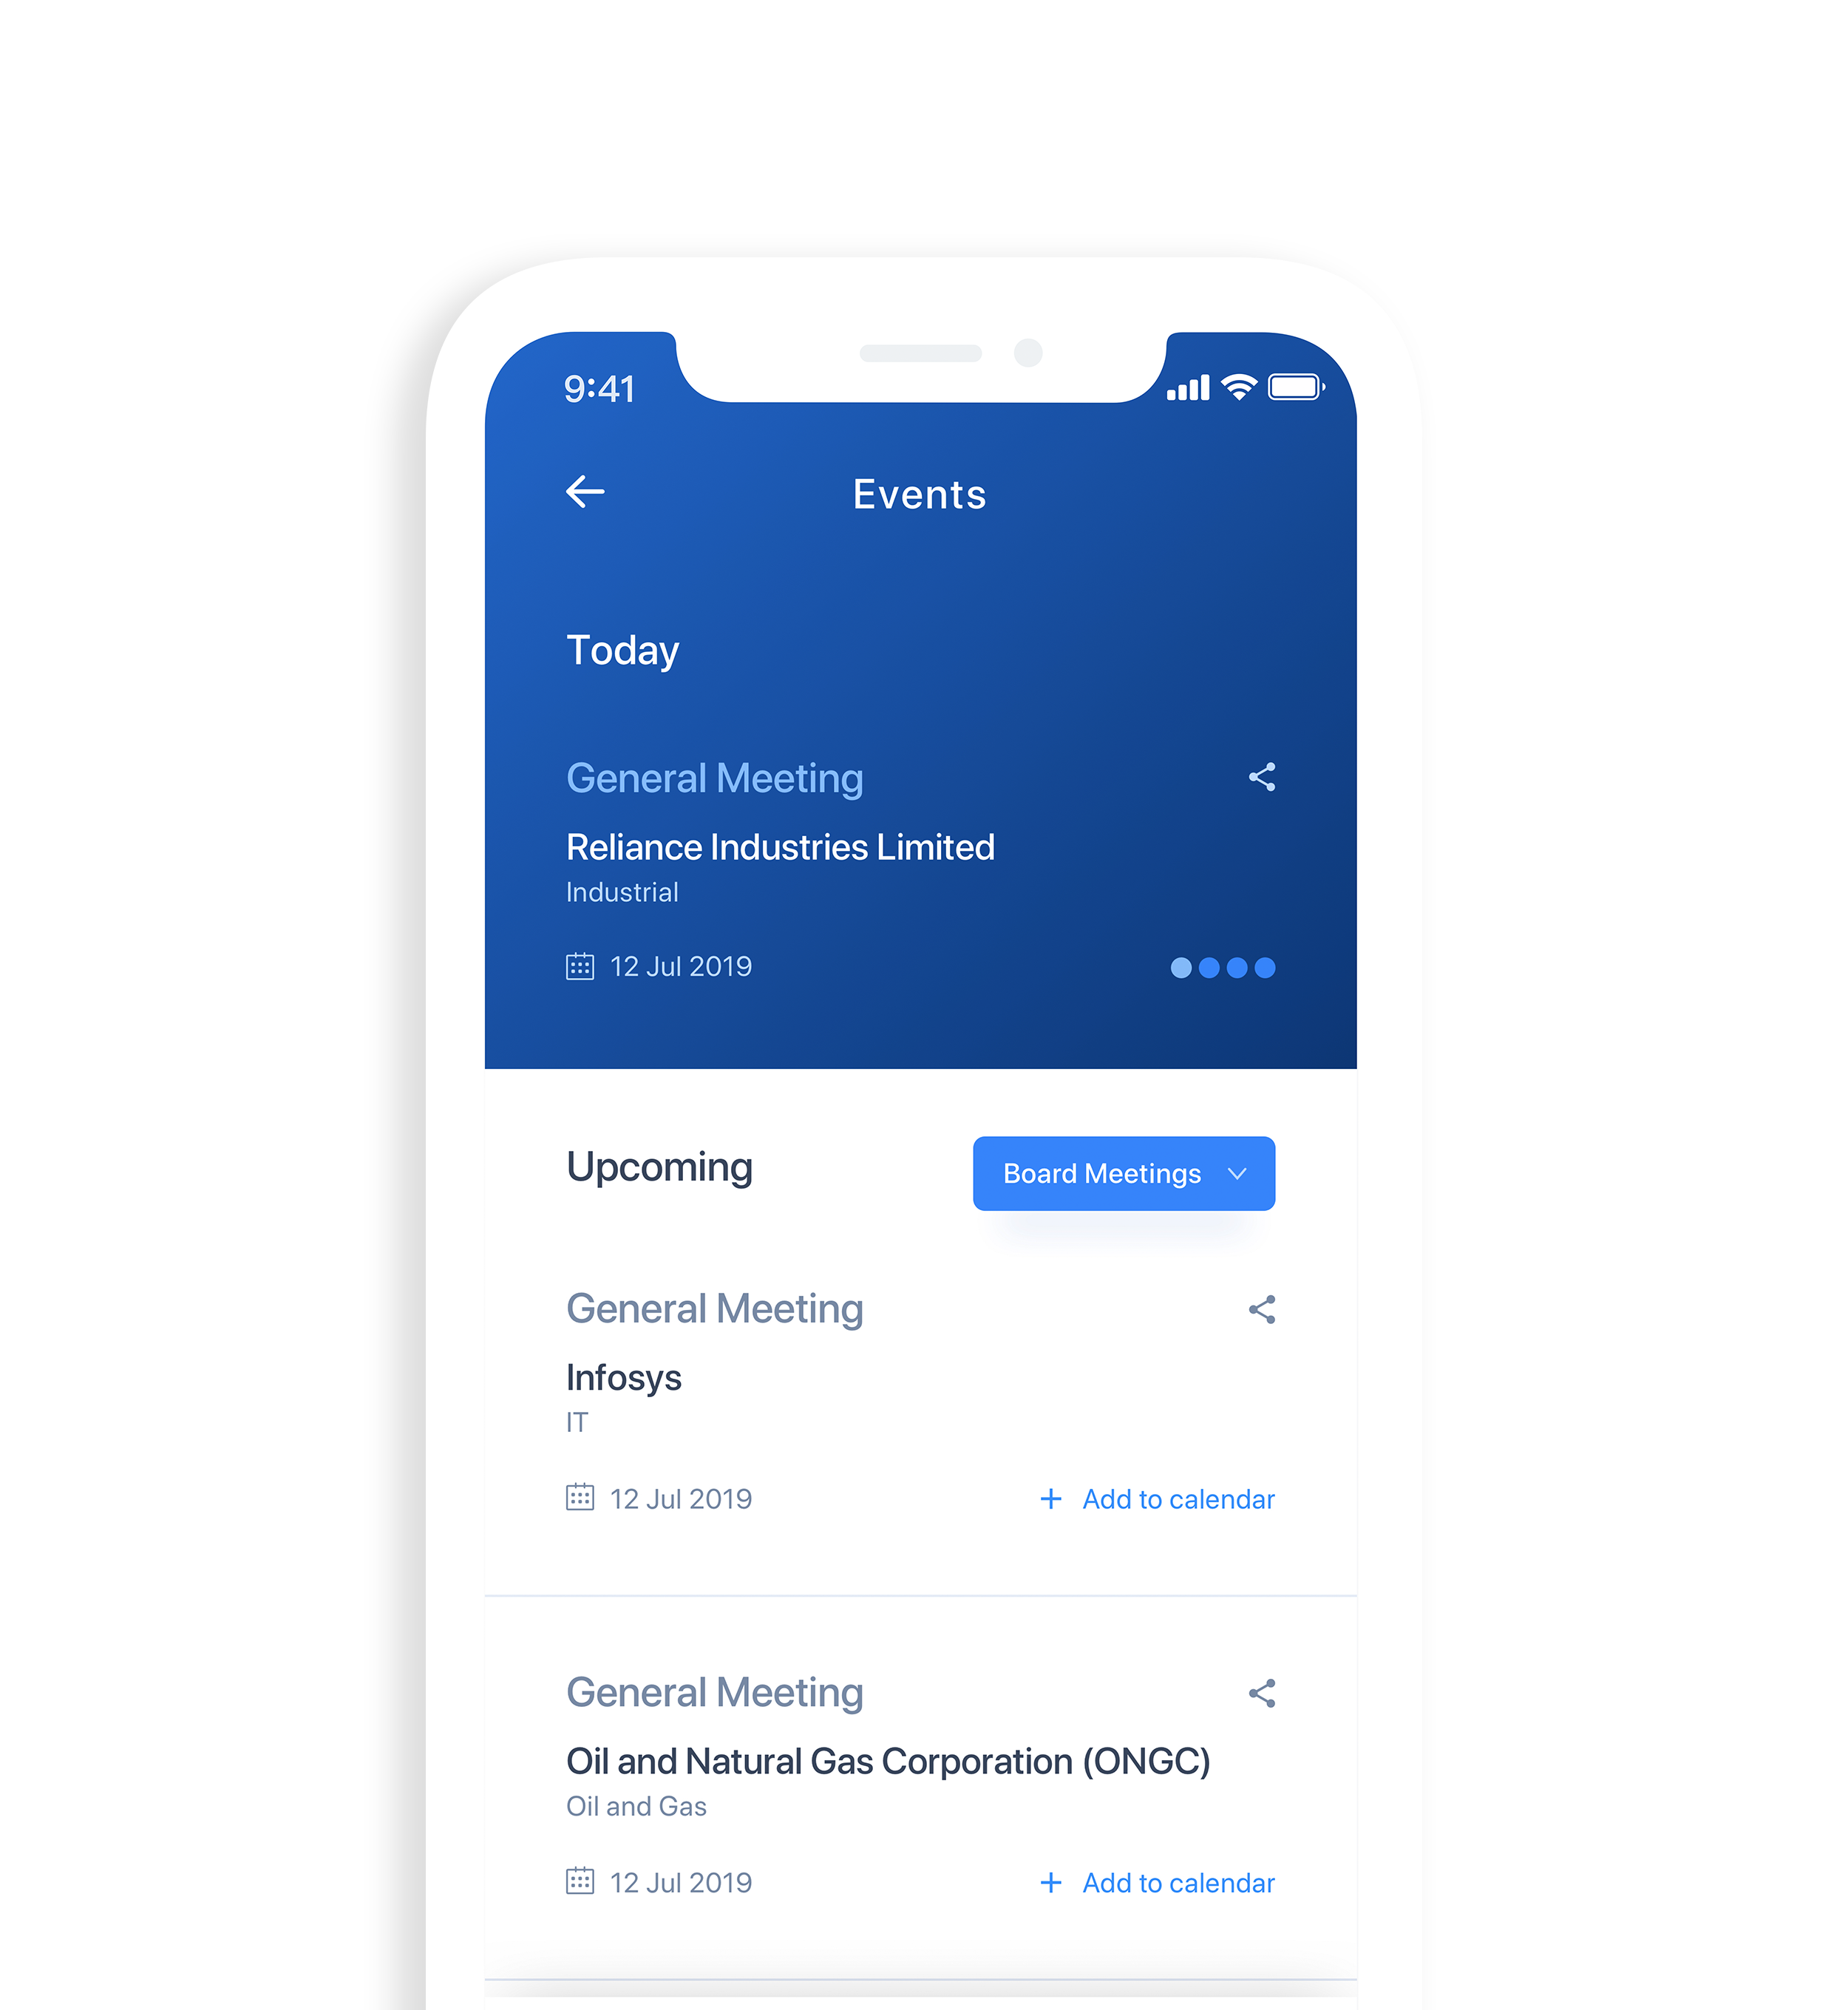 9:41
Events
Today
General Meeting
Reliance Industries Limited
Industrial
12 Jul 2019
Upcoming
Board Meetings
General Meeting
Infosys
IT
12 Jul 2019
+ Add to calendar
General Meeting
Oil and Natural Gas Corporation (ONGC)
Oil and Gas
12 Jul 2019
+ Add to calendar